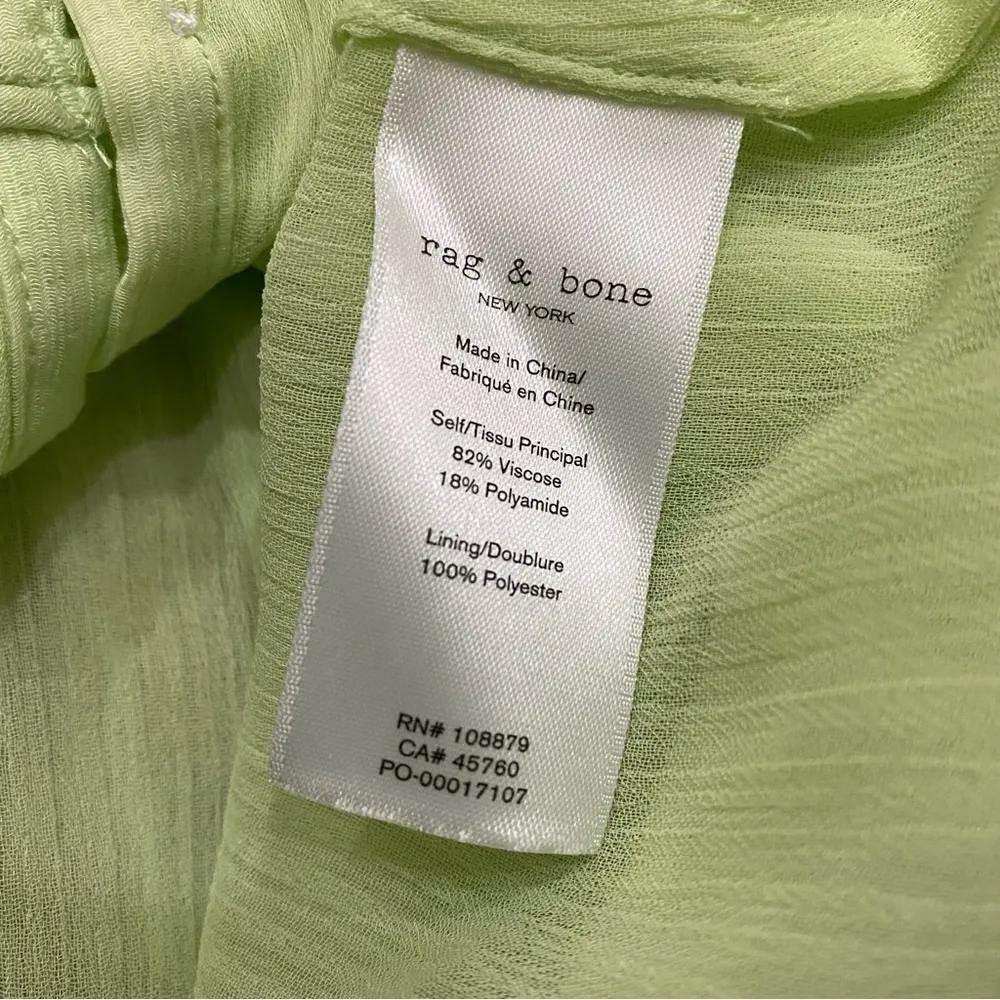 rag & bone
NEW YORK
Made in China/
Fabriqué en Chine
Self/Tissu Principal
82% Viscose
18% Polyamide
Lining/Doublure
100% Polyester
RN# 108879
CA# 45760
PO-00017107